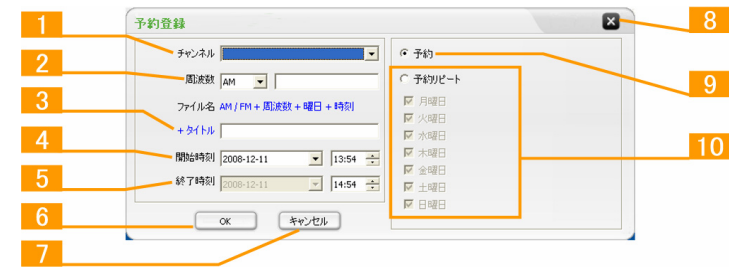 予約登録
チャンネル
周波数 AM
ファイル名 AM / FM + 周波数 + 曜日 + 時刻
+ タイトル
開始時刻 2008-12-11 13:54
終了時刻 2008-12-11 14:54
OK キャンセル
予約
予約リピート
月曜日
火曜日
水曜日
木曜日
金曜日
土曜日
日曜日
1
2
3
4
5
6
7
8
9
10